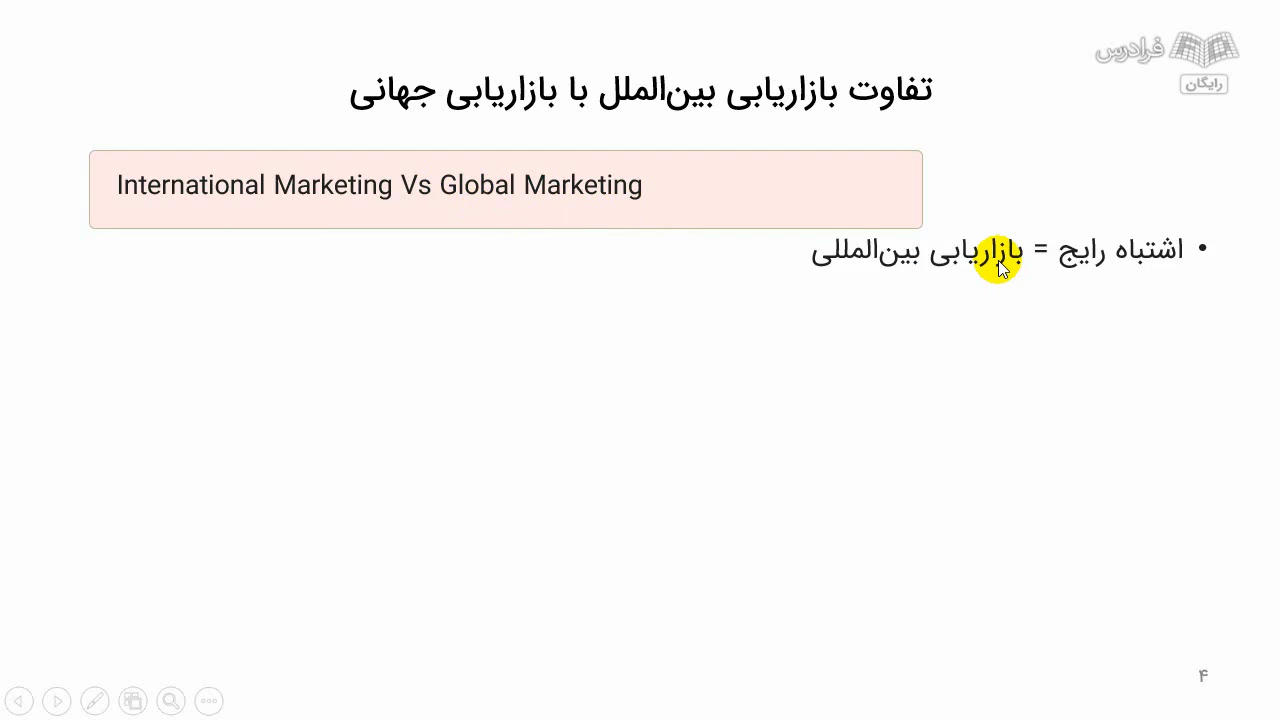 فرادرس
رایگان
تفاوت بازاریابی بین‌الملل با بازاریابی جهانی
International Marketing Vs Global Marketing
• اشتباه رایج = بازاریابی بین‌المللی
۴